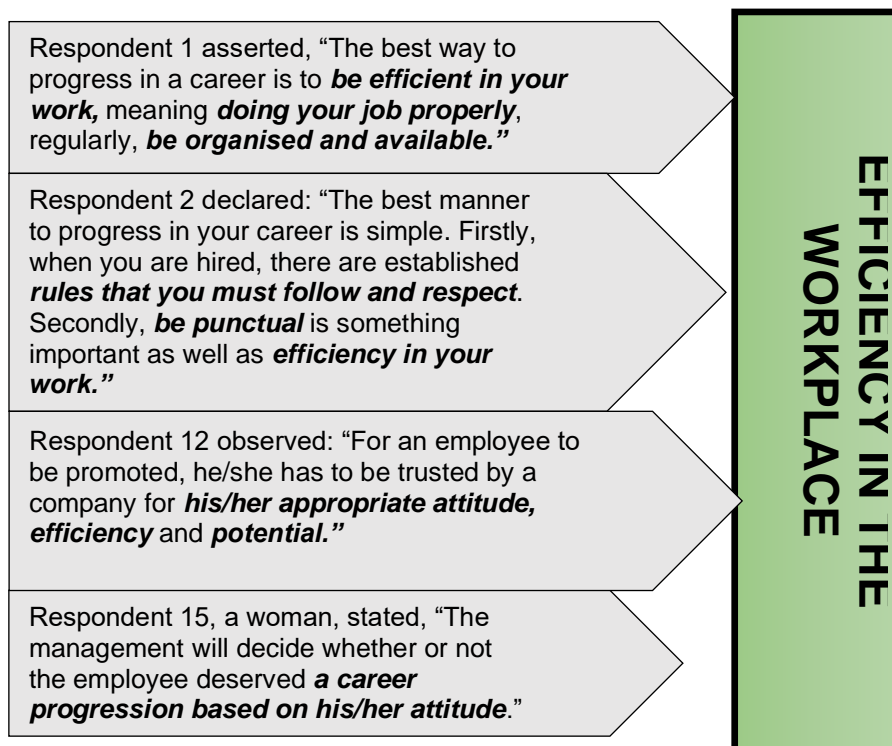 Respondent 1 asserted, “The best way to
progress in a career is to be efficient in your
work, meaning doing your job properly,
regularly, be organised and available.”
Respondent 2 declared: “The best manner
to progress in your career is simple. Firstly,
when you are hired, there are established
rules that you must follow and respect.
Secondly, be punctual is something
important as well as efficiency in your
work.”
Respondent 12 observed: “For an employee to
be promoted, he/she has to be trusted by a
company for his/her appropriate attitude,
efficiency and potential.”
Respondent 15, a woman, stated, “The
management will decide whether or not
the employee deserved a career
progression based on his/her attitude.”
EFFICIENCY IN THE
WORKPLACE